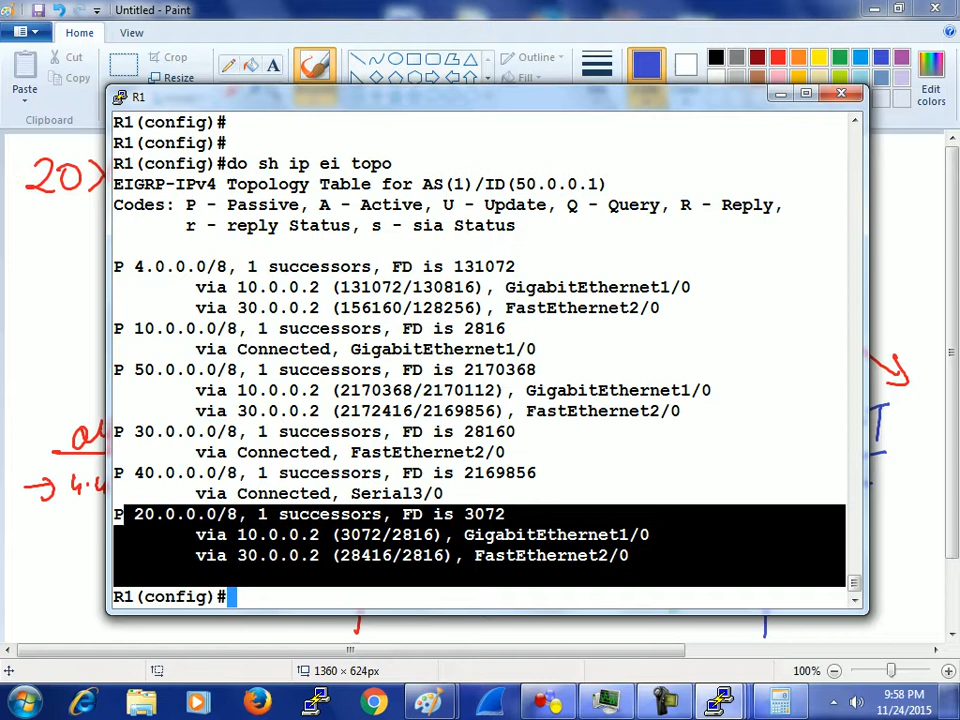 Untitled - Paint
Home
View
Paste
Cut
Copy
Crop
Resize
A
Outline
Fill
Edit
colors
Clipboard
R1
R1(config)#
R1(config)#
R1(config)#do sh ip ei topo
EIGRP-IPv4 Topology Table for AS(1)/ID(50.0.0.1)
Codes: P - Passive, A - Active, U - Update, Q - Query, R - Reply,
r - reply Status, s - sia Status
P 4.0.0.0/8, 1 successors, FD is 131072
via 10.0.0.2 (131072/130816), GigabitEthernet1/0
via 30.0.0.2 (156160/128256), FastEthernet2/0
P 10.0.0.0/8, 1 successors, FD is 2816
via Connected, GigabitEthernet1/0
P 50.0.0.0/8, 1 successors, FD is 2170368
via 10.0.0.2 (2170368/2170112), GigabitEthernet1/0
via 30.0.0.2 (2172416/2169856), FastEthernet2/0
P 30.0.0.0/8, 1 successors, FD is 28160
via Connected, FastEthernet2/0
P 40.0.0.0/8, 1 successors, FD is 2169856
via Connected, Serial3/0
P 20.0.0.0/8, 1 successors, FD is 3072
via 10.0.0.2 (3072/2816), GigabitEthernet1/0
via 30.0.0.2 (28416/2816), FastEthernet2/0
R1(config)#
20
1360 × 624px
100%
9:58 PM
11/24/2015